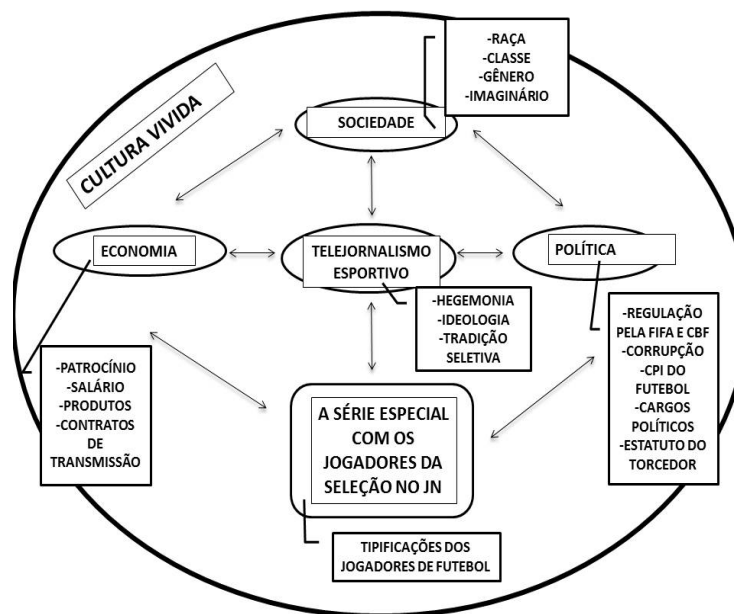 CULTURA VIVIDA
-RAÇA
-CLASSE
-GÊNERO
-IMAGINÁRIO
SOCIEDADE
ECONOMIA
TELEJORNALISMO
ESPORTIVO
POLÍTICA
-HEGEMONIA
-IDEOLOGIA
-TRADIÇÃO
SELETIVA
-REGULAÇÃO
PELA FIFA E CBF
-CORRUPÇÃO
-CPI DO
FUTEBOL
-CARGOS
POLÍTICOS
-ESTATUTO DO
TORCEDOR
-PATROCÍNIO
-SALÁRIO
-PRODUTOS
-CONTRATOS
DE
TRANSMISSÃO
A SÉRIE ESPECIAL
COM OS
JOGADORES DA
SELEÇÃO NO JN
TIPIFICAÇÕES DOS
JOGADORES DE FUTEBOL